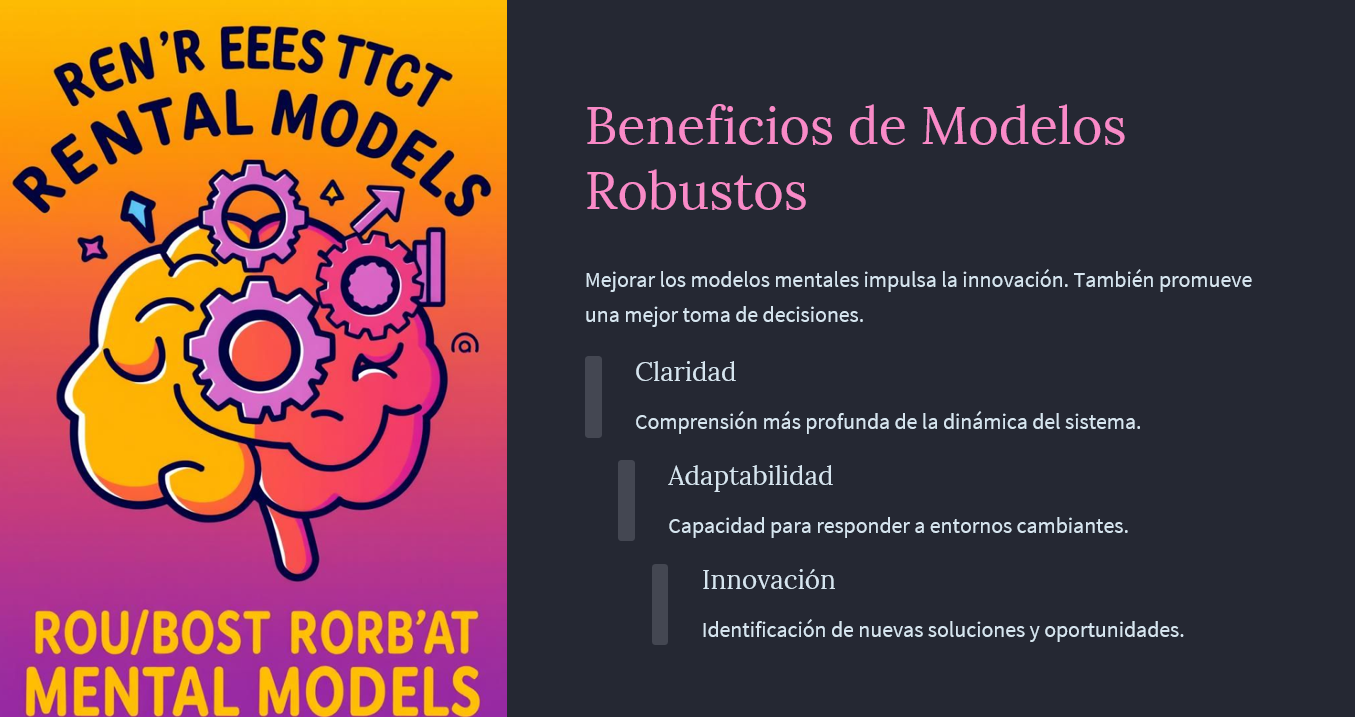 REN'R EEES TTCT
RENTAL MODELS
ROU/BOST RORB'AT
MENTAL MODELS
Beneficios de Modelos
Robustos
Mejorar los modelos mentales impulsa la innovación. También promueve
una mejor toma de decisiones.
Claridad
Comprensión más profunda de la dinámica del sistema.
Adaptabilidad
Capacidad para responder a entornos cambiantes.
Innovación
Identificación de nuevas soluciones y oportunidades.